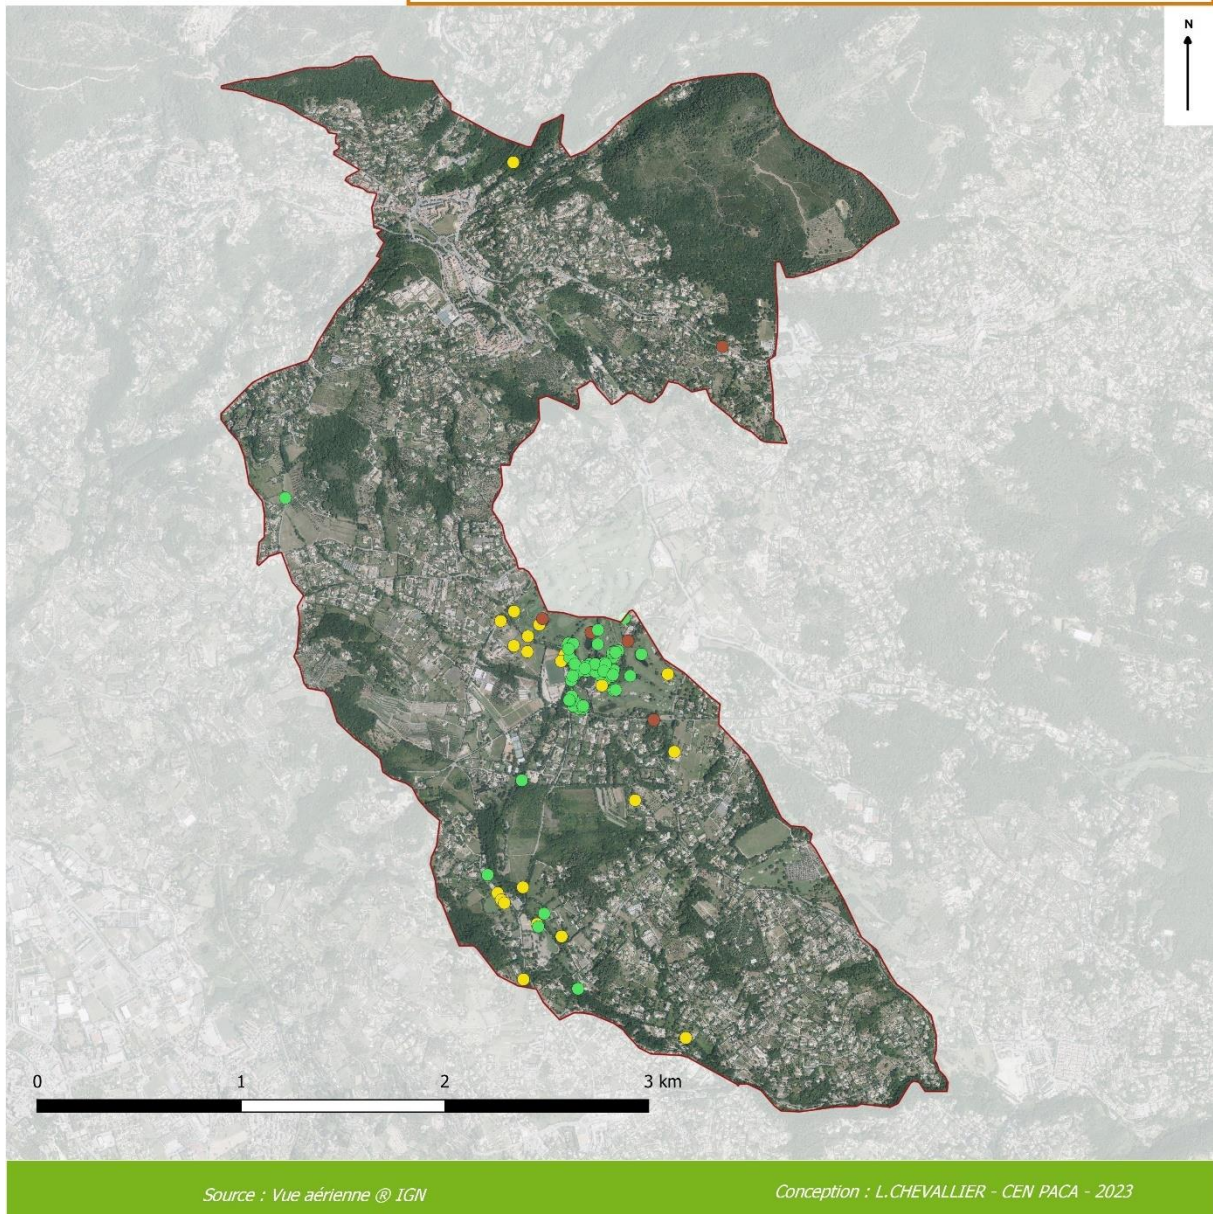 N
0 1 2 3 km
Source : Vue aérienne ® IGN
Conception : L.CHEVALLIER - CEN PACA - 2023